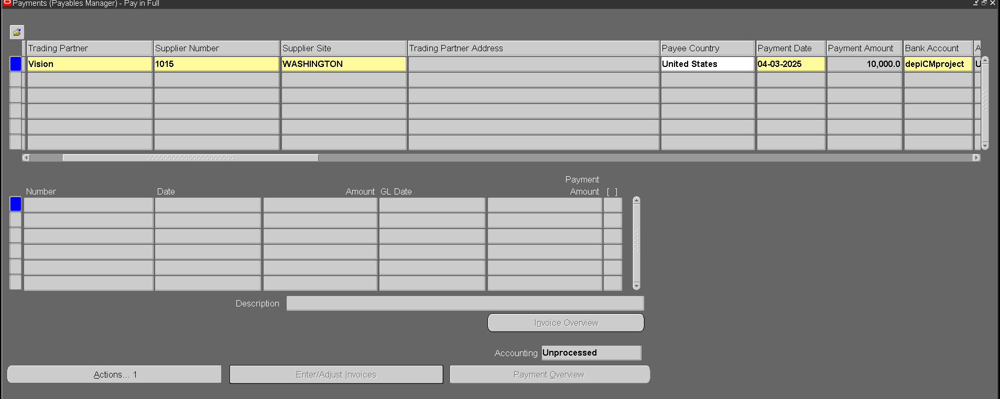 Payments (Payables Manager) - Pay in Full
Trading Partner Supplier Number Supplier Site Trading Partner Address Payee Country Payment Date Payment Amount Bank Account A
Vision 1015 WASHINGTON United States 04-03-2025 10,000.0 depiCMproject U
Payment
Number Date Amount GL Date Amount [ ]
Description
Invoice Overview
Accounting Unprocessed
Actions... 1 Enter/Adjust Invoices Payment Overview